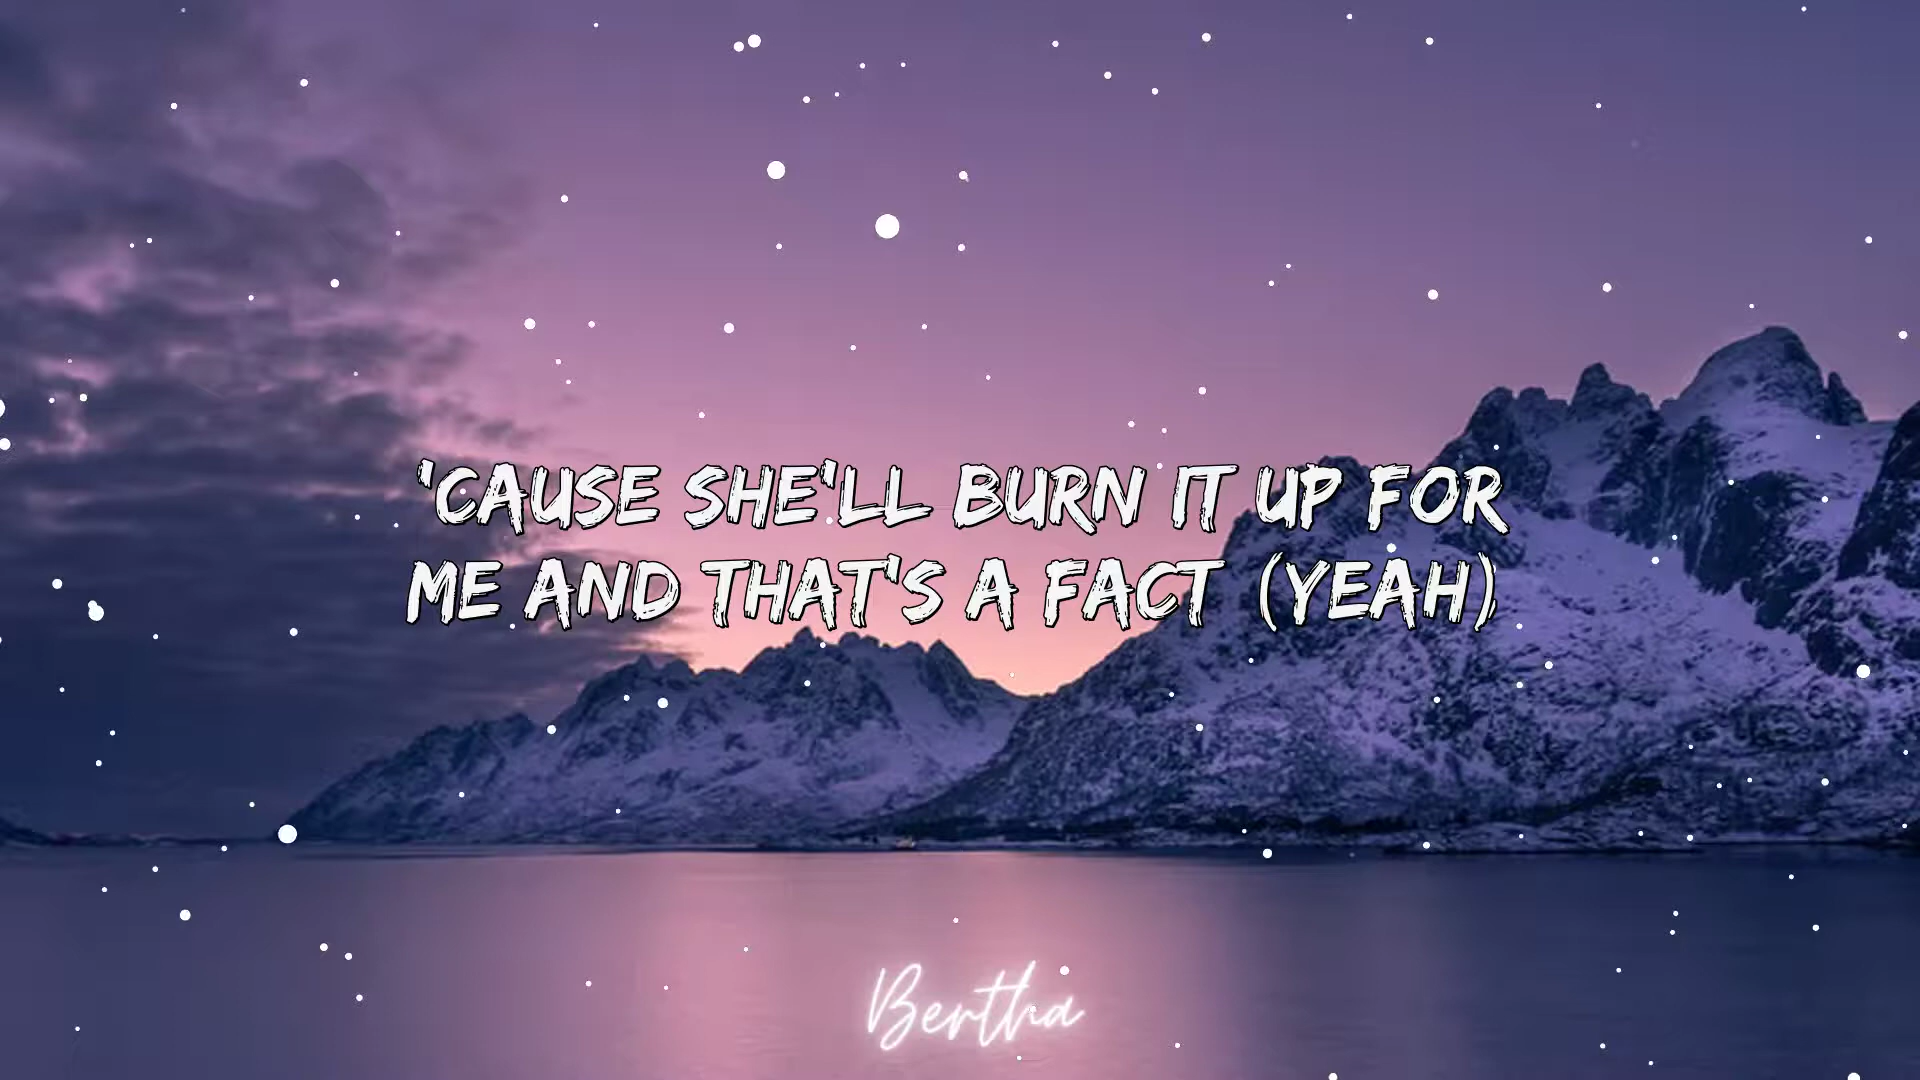 'CAUSE SHE'LL BURN IT UP FOR
ME AND THAT'S A FACT (YEAH)
Bertha